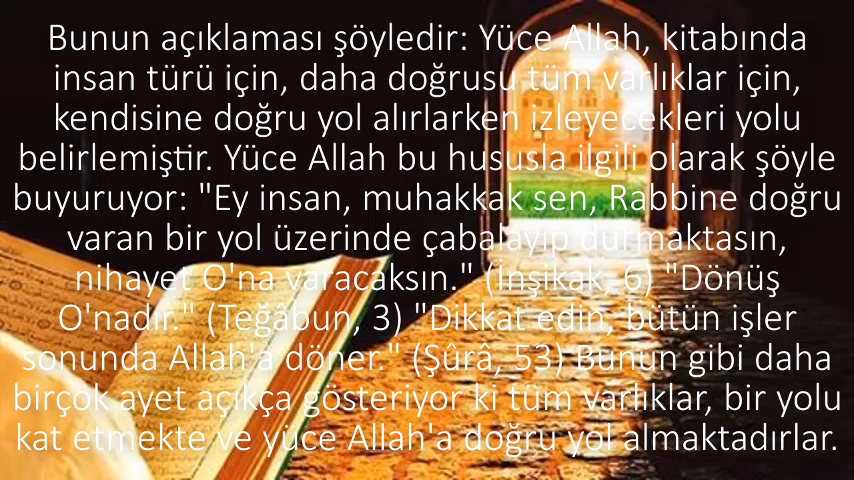 Bunun açıklaması şöyledir: Yüce Allah, kitabında
insan türü için, daha doğrusu tüm varlıklar için,
kendisine doğru yol alırlarken izleyecekleri yolu
belirlemiştir. Yüce Allah bu hususla ilgili olarak şöyle
buyuruyor: "Ey insan, muhakkak sen, Rabbine doğru
varan bir yol üzerinde çabalayıp durmaktasın,
nihayet O'na varacaksın." (İnşikak, 6) "Dönüş
O'nadır." (Teğâbun, 3) "Dikkat edin, bütün işler
sonunda Allah'a döner." (Şûrâ, 53) Bunun gibi daha
birçok ayet açıkça gösteriyor ki tüm varlıklar, bir yolu
kat etmekte ve yüce Allah'a doğru yol almaktadırlar.